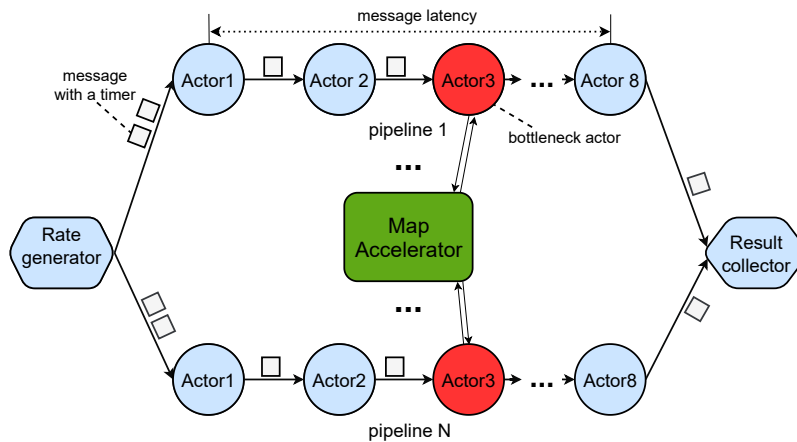 message latency
message
with a timer
Actor1
Actor 2
Actor3
...
Actor 8
pipeline 1
bottleneck actor
...
Rate
generator
Map
Accelerator
Result
collector
...
Actor1
Actor2
Actor3
...
Actor8
pipeline N